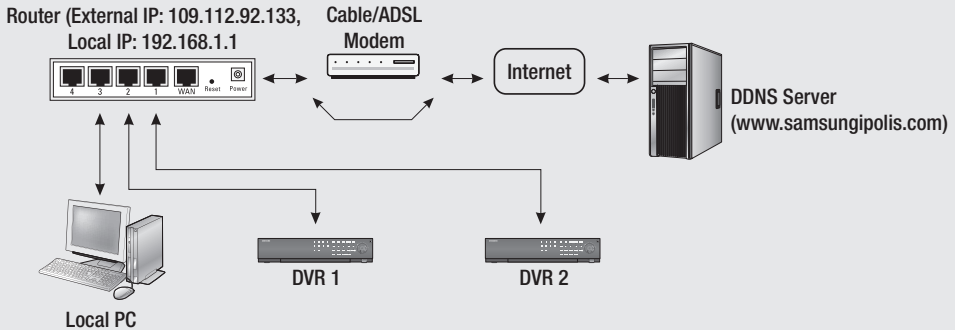 Router (External IP: 109.112.92.133,
Local IP: 192.168.1.1
Cable/ADSL
Modem
Internet
DDNS Server
(www.samsungipolis.com)
4 3 2 1 WAN Reset Power
DVR 1
DVR 2
Local PC